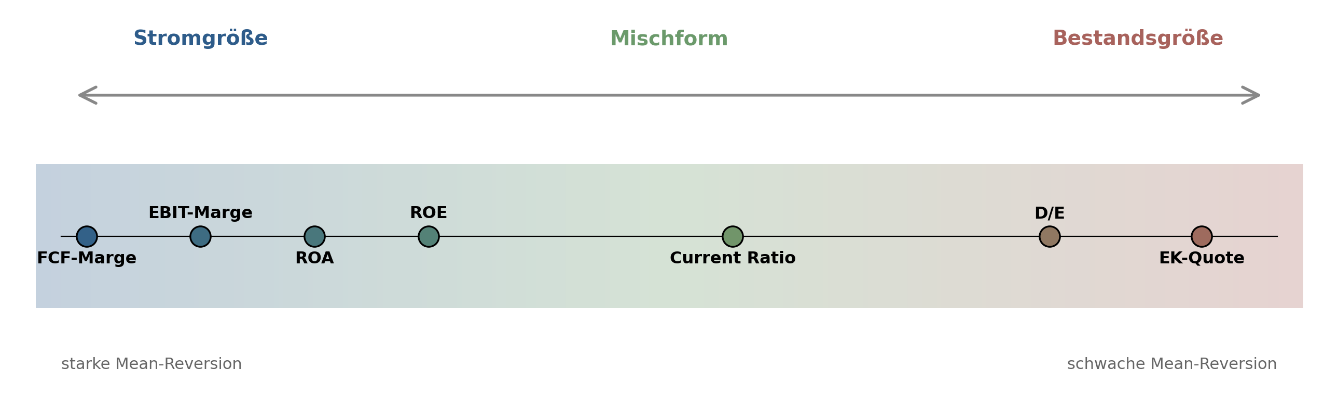 Stromgröße Mischform Bestandsgröße
EBIT-Marge ROE D/E
FCF-Marge ROA Current Ratio EK-Quote
starke Mean-Reversion schwache Mean-Reversion